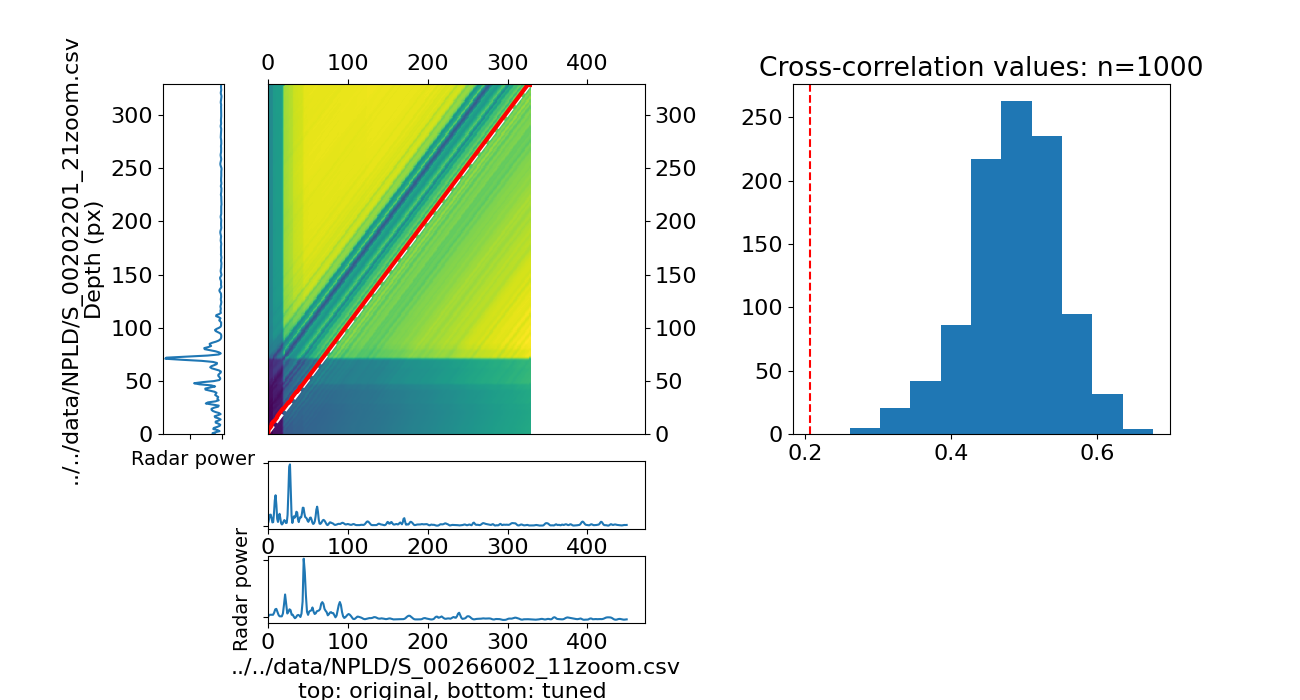 0 100 200 300 400
Cross-correlation values: n=1000
../../data/NPLD/S_00202201_21zoom.csv
Depth (px)
300
250
200
150
100
50
0
300
250
200
150
100
50
0
250
200
150
100
50
0
0.2 0.4 0.6
Radar power
0 100 200 300 400
Radar power
0 100 200 300 400
../../data/NPLD/S_00266002_11zoom.csv
top: original, bottom: tuned